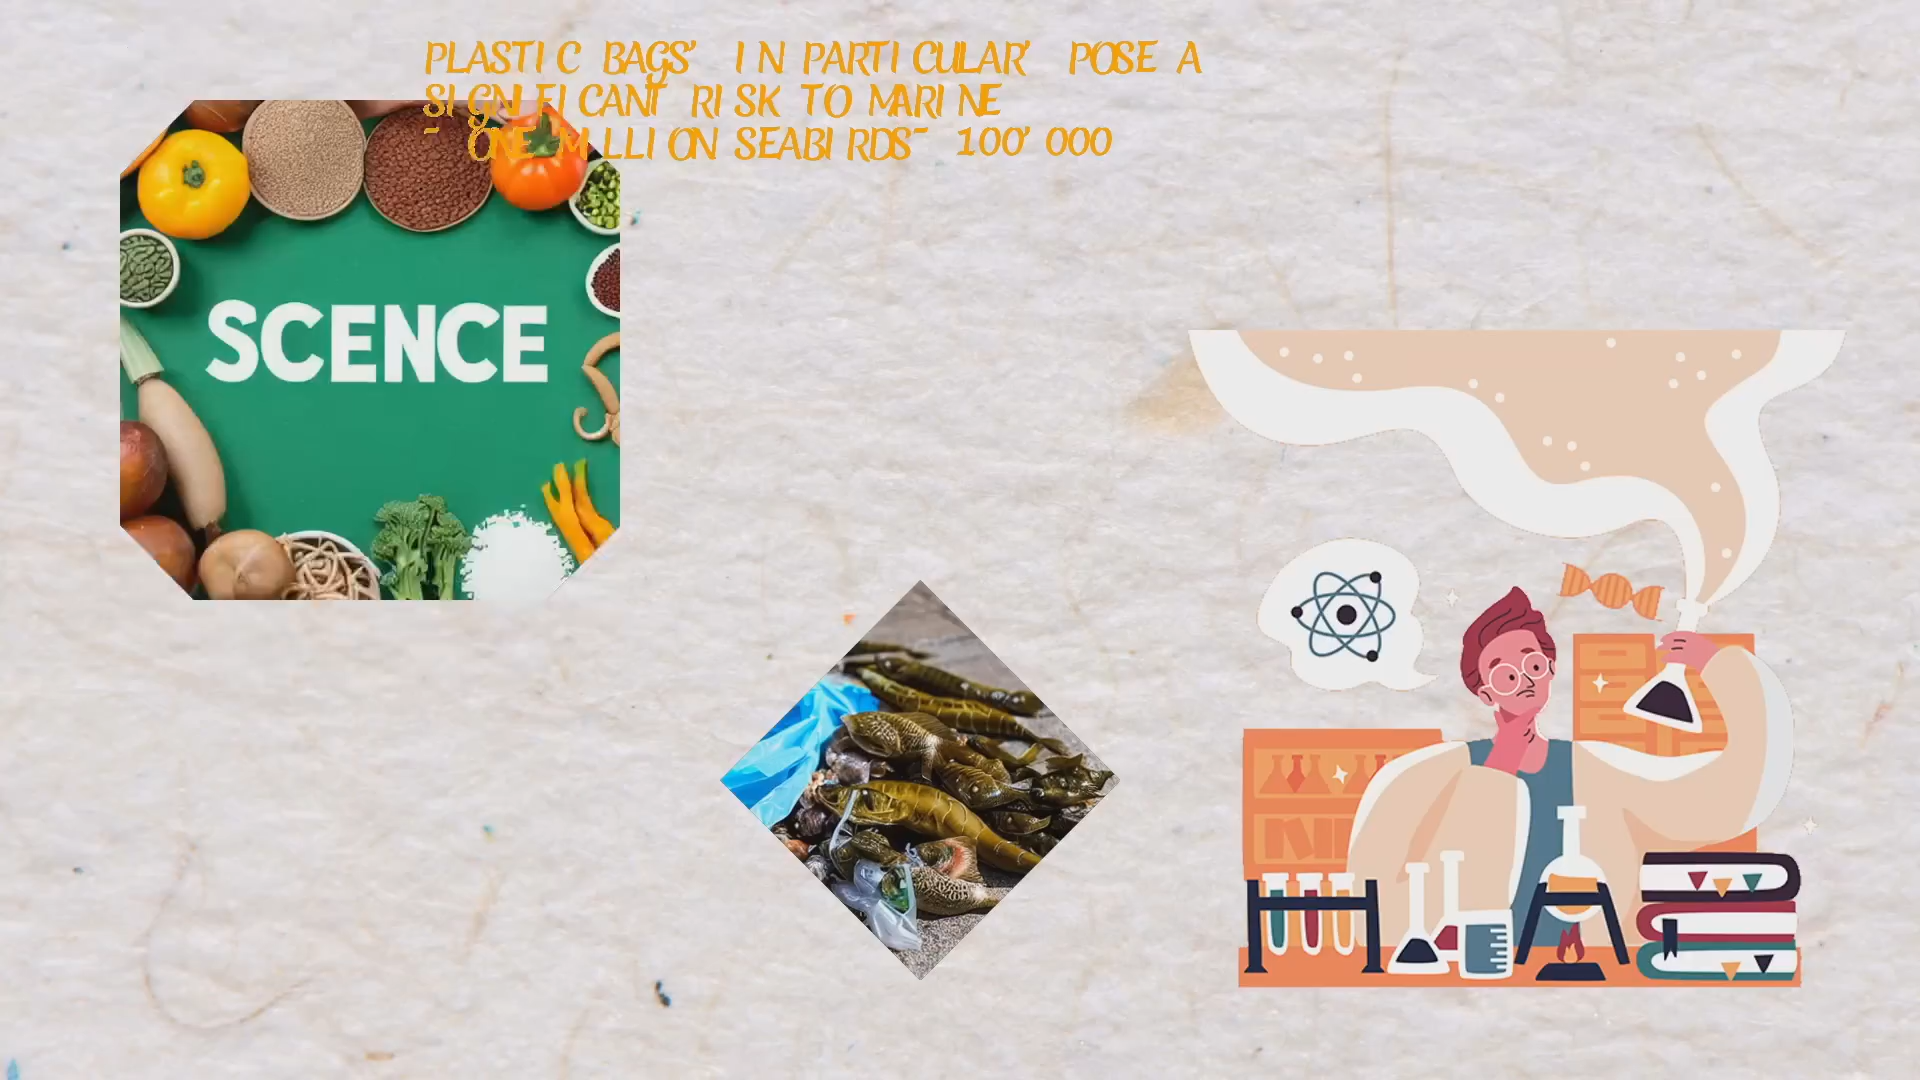 PLASTIC BAGS’ IN PARTICULAR’ POSE A
SIGNIFICANT RISK TO MARINE
- ONE MILLION SEABIRDS- 100’000
SCENCE